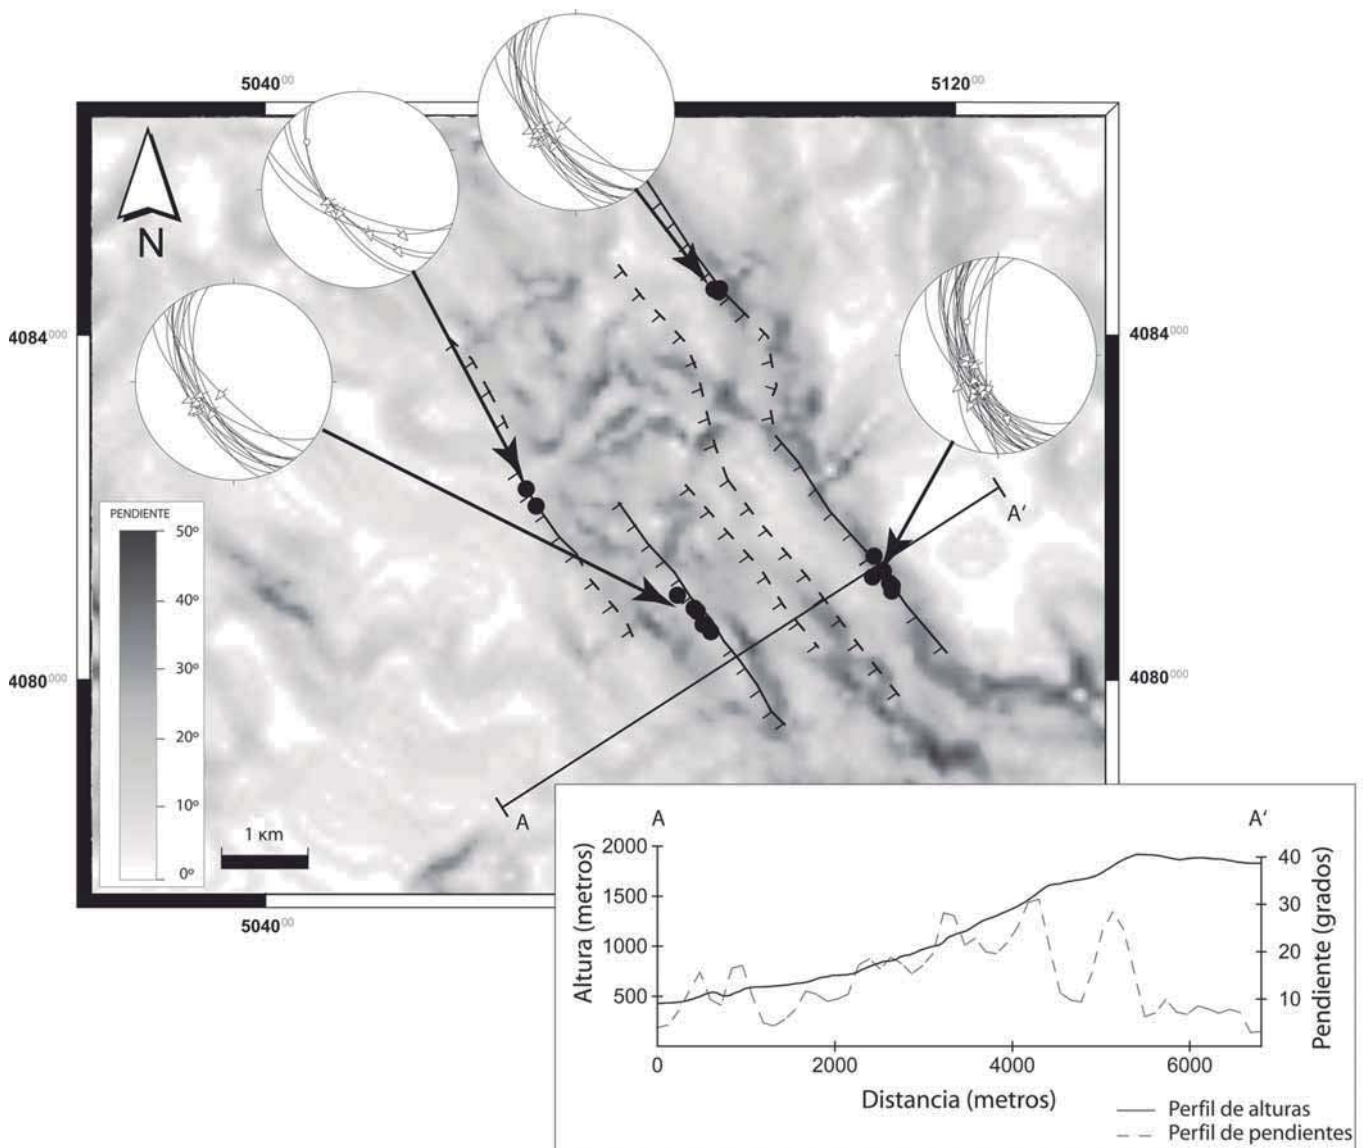 5040⁰⁰
5120⁰⁰
N
4084⁰⁰⁰
4084⁰⁰⁰
A'
PENDIENTE
50º
40º
30º
20º
10º
0º
4080⁰⁰⁰
4080⁰⁰⁰
1 км
A
5040⁰⁰
A
A'
Altura (metros)
2000
1500
1000
500
40
30
20
10
Pendiente (grados)
0
2000
4000
6000
Distancia (metros)
Perfil de alturas
Perfil de pendientes